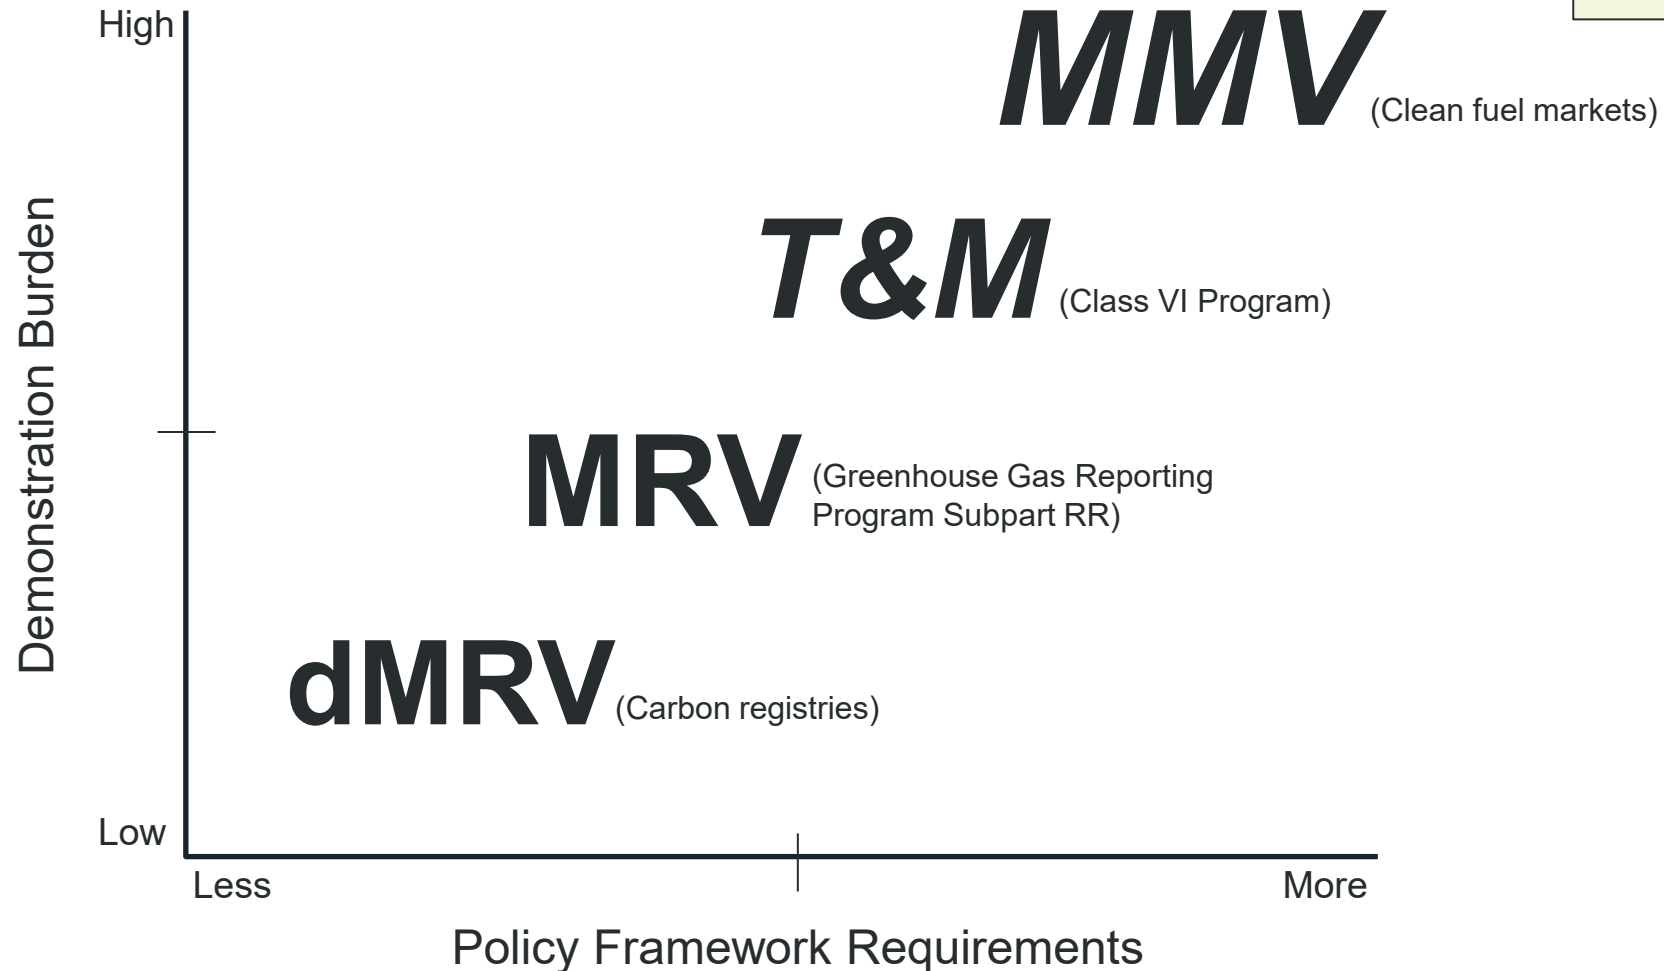 High
MMV (Clean fuel markets)
T&M (Class VI Program)
Demonstration Burden
MRV (Greenhouse Gas Reporting
Program Subpart RR)
dMRV (Carbon registries)
Low
Less
More
Policy Framework Requirements